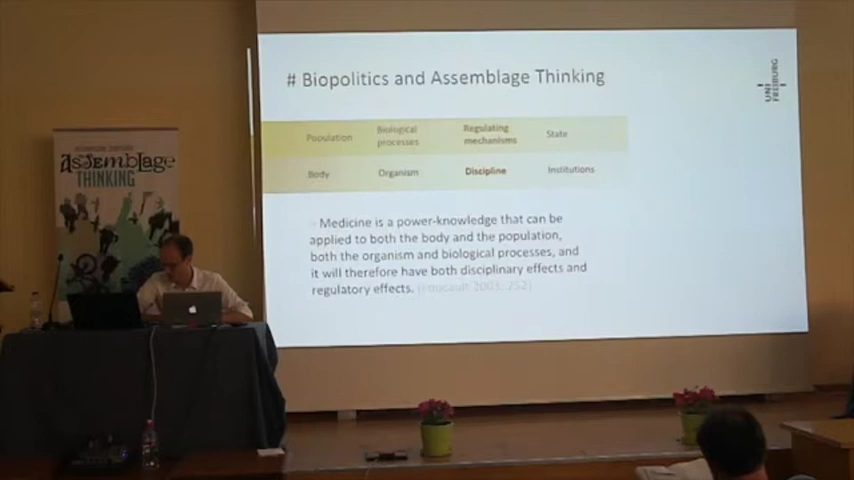 # Biopolitics and Assemblage Thinking
UNI
FREIBURG
Population Biological processes Regulating mechanisms State
Body Organism Discipline Institutions
Medicine is a power-knowledge that can be
applied to both the body and the population,
both the organism and biological processes, and
it will therefore have both disciplinary effects and
regulatory effects. (Foucault 2003, 252)
AssEmbLage
THINKING